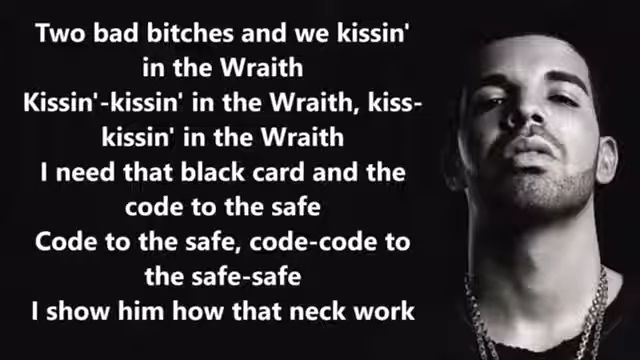 Two bad bitches and we kissin'
in the Wraith
Kissin'-kissin' in the Wraith, kiss-
kissin' in the Wraith
I need that black card and the
code to the safe
Code to the safe, code-code to
the safe-safe
I show him how that neck work